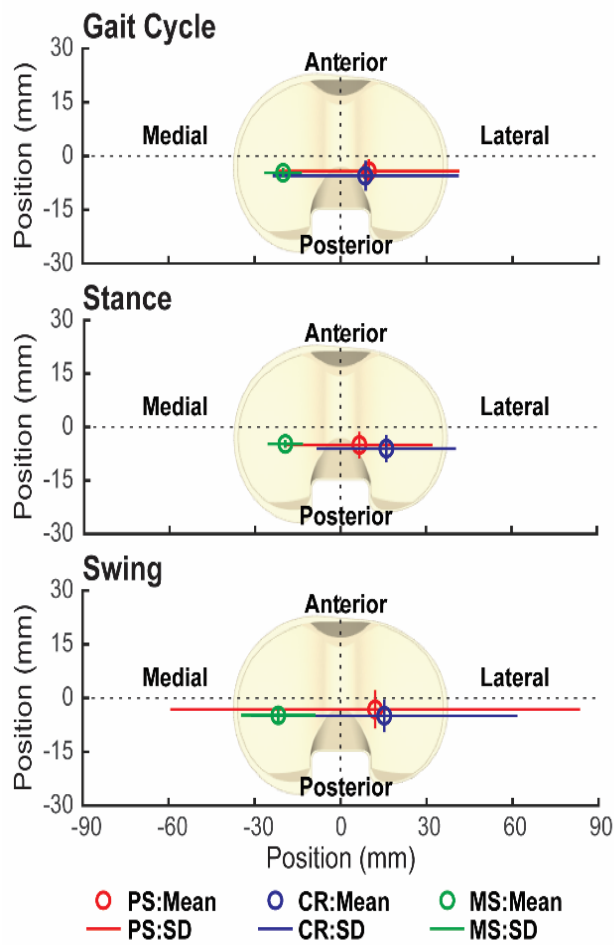 Gait Cycle
30
Anterior
15
Medial
Lateral
0
-15
Posterior
-30
Position (mm)
Stance
30
Anterior
15
Medial
Lateral
0
-15
Posterior
-30
Position (mm)
Swing
30
Anterior
15
Medial
Lateral
0
-15
Posterior
-30
Position (mm)
-90 -60 -30 0 30 60 90
Position (mm)
PS:Mean CR:Mean MS:Mean
PS:SD CR:SD MS:SD